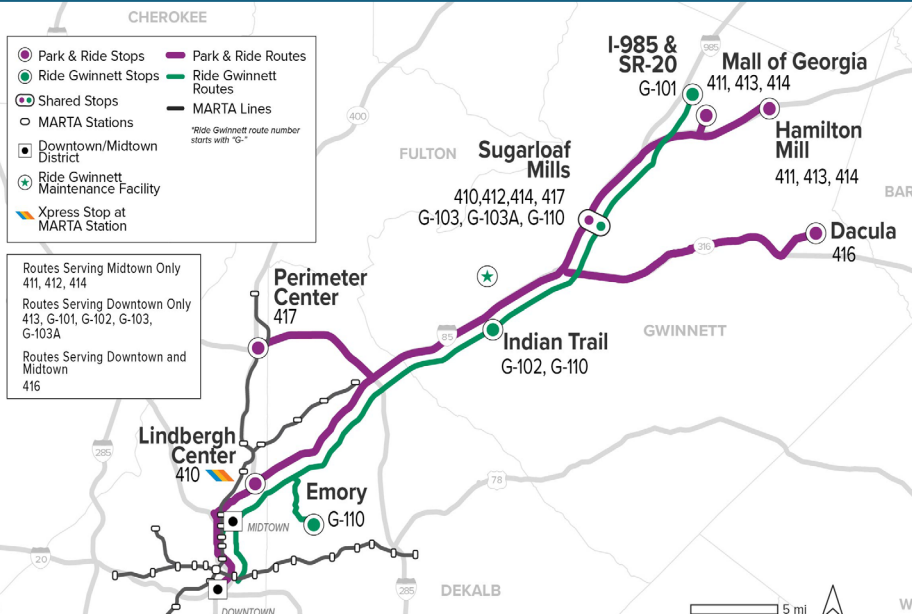 CHEROKEE
Park & Ride Stops
Ride Gwinnett Stops
Shared Stops
MARTA Stations
Downtown/Midtown
District
Ride Gwinnett
Maintenance Facility
Xpress Stop at
MARTA Station
Park & Ride Routes
Ride Gwinnett
Routes
MARTA Lines
*Ride Gwinnett route number
starts with "G-"
Routes Serving Midtown Only
411, 412, 414
Routes Serving Downtown Only
413, G-101, G-102, G-103,
G-103A
Routes Serving Downtown and
Midtown
416
400
FULTON
I-985 &
SR-20
G-101
985
Mall of Georgia
411, 413, 414
Hamilton
Mill
411, 413, 414
BAR
Sugarloaf
Mills
410,412,414, 417
G-103, G-103A, G-110
Dacula
416
316
Perimeter
Center
417
85
Indian Trail
G-102, G-110
GWINNETT
Lindbergh
Center
410
285
78
Emory
G-110
MIDTOWN
20
285
DEKALB
DOWNTOWN
5 mi
W